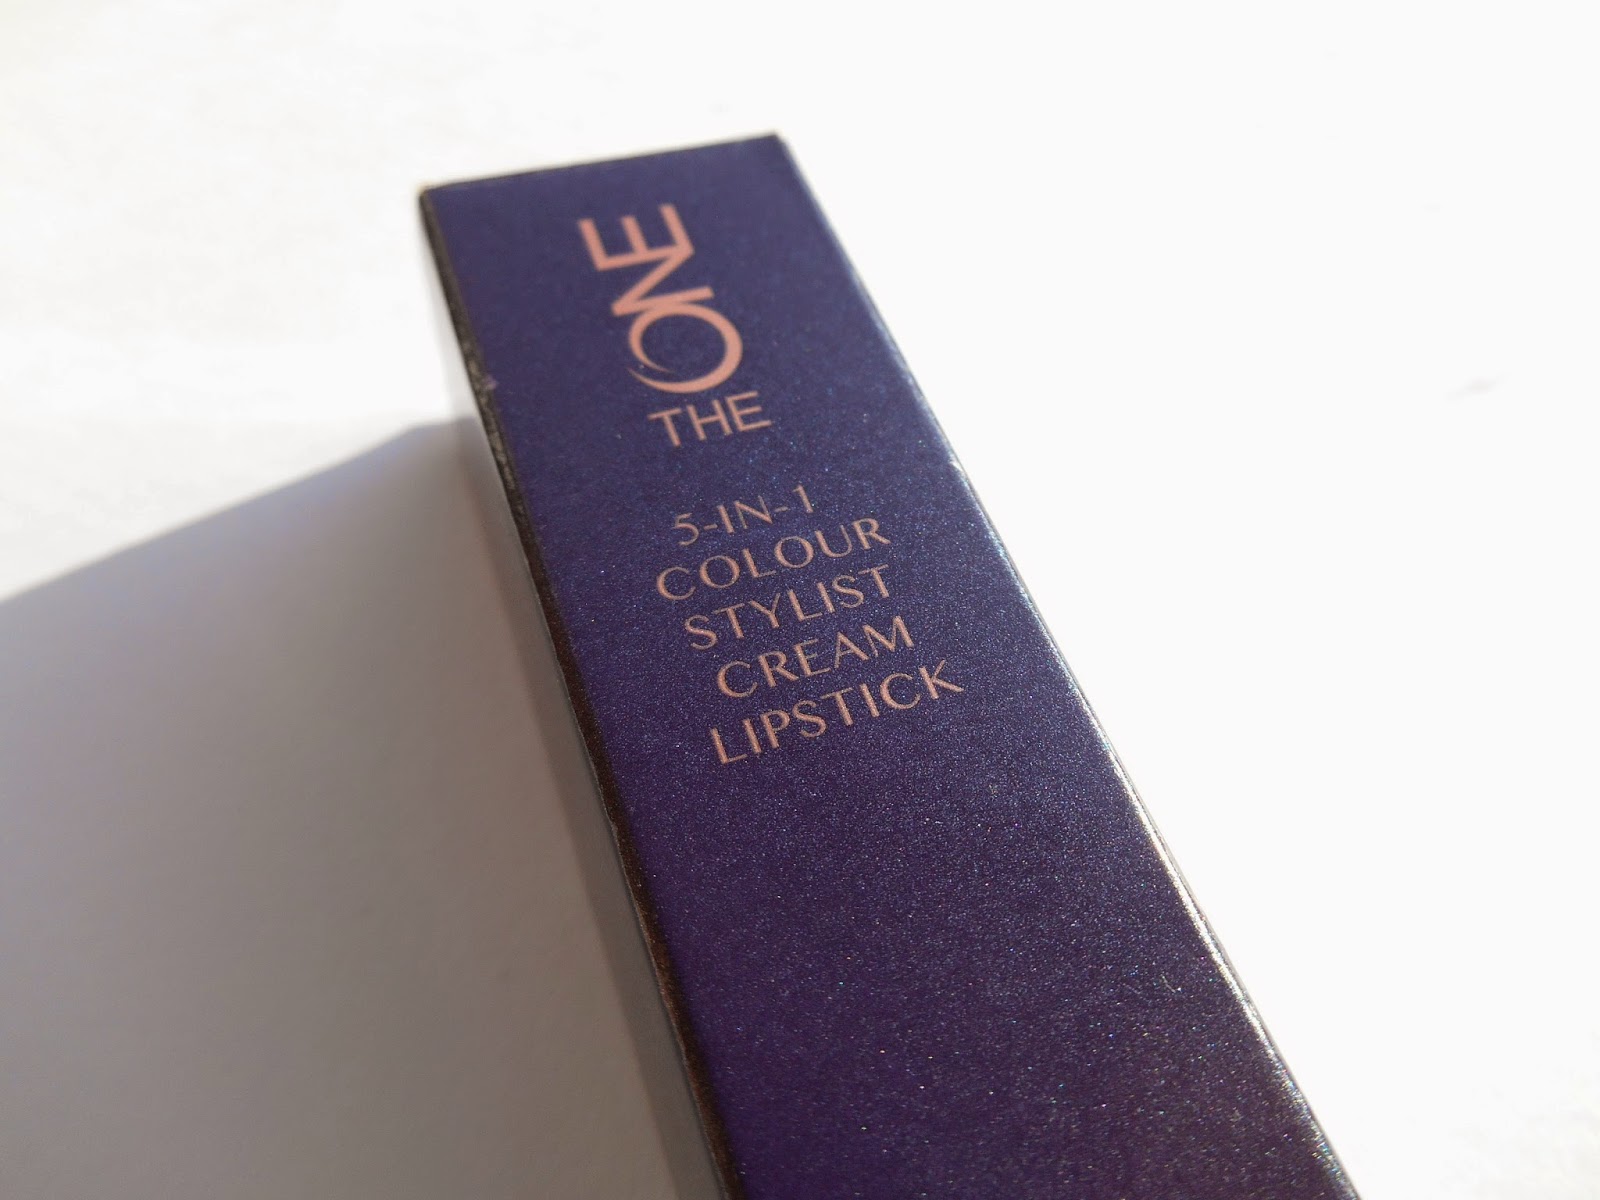 THE ONE
5-IN-1
COLOUR
STYLIST
CREAM
LIPSTICK